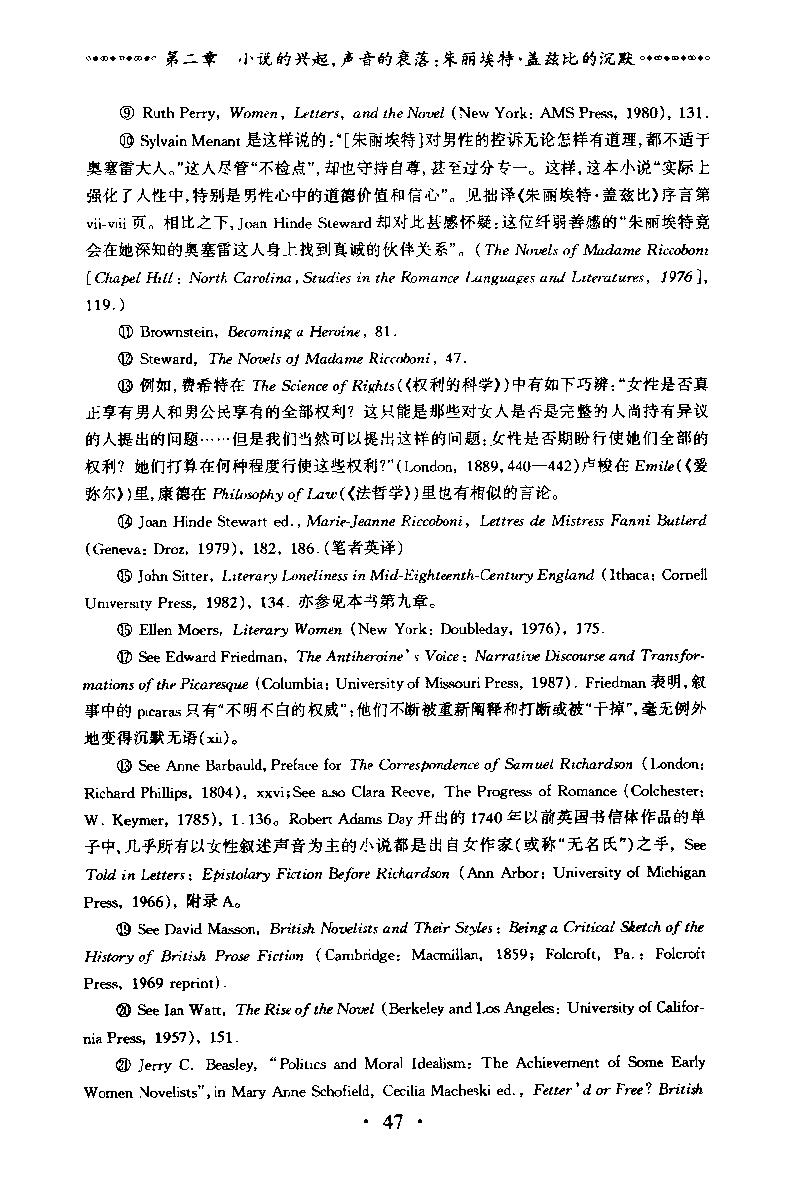 第二章 小说的兴起,声音的衰落:朱丽埃特·盖兹比的沉默
⑨ Ruth Perry, Women, Letters, and the Novel (New York: AMS Press, 1980), 131.
⑩ Sylvain Menant 是这样说的:“[朱丽埃特]对男性的控诉无论怎样有道理,都不适于
奥塞雷大人。”这人尽管“不检点”,却也守持自尊,甚至过分专一。这样,这本小说“实际上
强化了人性中,特别是男性心中的道德价值和信心”。见拙译《朱丽埃特·盖兹比》序言第
vii-viii 页。相比之下,Joan Hinde Steward 却对此甚感怀疑:这位纤弱善感的“朱丽埃特竟
会在她深知的奥塞雷这人身上找到真诚的伙伴关系”。(The Novels of Madame Riccoboni
[Chapel Hill: North Carolina, Studies in the Romance Languages and Literatures, 1976],
119.)
⑪ Brownstein, Becoming a Heroine, 81.
⑫ Steward, The Novels of Madame Riccoboni, 47.
⑬ 例如,费希特在 The Science of Rights(《权利的科学》)中有如下巧辨:“女性是否真
正享有男人和男公民享有的全部权利?这只能是那些对女人是否是完整的人尚持有异议
的人提出的问题……但是我们当然可以提出这样的问题:女性是否期盼行使她们全部的
权利?她们打算在何种程度行使这些权利?”(London, 1889, 440—442)卢梭在 Emile(《爱
弥尔》)里,康德在 Philosophy of Law(《法哲学》)里也有相似的言论。
⑭ Joan Hinde Stewart ed., Marie-Jeanne Riccoboni, Lettres de Mistress Fanni Butlerd
(Geneva: Droz, 1979), 182, 186.(笔者英译)
⑮ John Sitter, Literary Loneliness in Mid-Eighteenth-Century England (Ithaca: Cornell
University Press, 1982), 134. 亦参见本书第九章。
⑯ Ellen Moers, Literary Women (New York: Doubleday, 1976), 175.
⑰ See Edward Friedman, The Antiheroine's Voice: Narrative Discourse and Transfor-
mations of the Picaresque (Columbia: University of Missouri Press, 1987). Friedman 表明,叙
事中的 picaras 只有“不明不白的权威”;他们不断被重新阐释和打断或被“干掉”,毫无例外
地变得沉默无语(xii)。
⑱ See Anne Barbauld, Preface for The Correspondence of Samuel Richardson (London:
Richard Phillips, 1804), xxvi;See also Clara Reeve, The Progress of Romance (Colchester:
W. Keymer, 1785), 1.136。Robert Adams Day 开出的 1740 年以前英国书信体作品的单
子中,几乎所有以女性叙述声音为主的小说都是出自女作家(或称“无名氏”)之手, See
Told in Letters: Epistolary Fiction Before Richardson (Ann Arbor: University of Michigan
Press, 1966), 附录 A。
⑲ See David Masson, British Novelists and Their Styles: Being a Critical Sketch of the
History of British Prose Fiction (Cambridge: Macmillan, 1859; Folcroft, Pa.: Folcroft
Press, 1969 reprint).
⑳ See Ian Watt, The Rise of the Novel (Berkeley and Los Angeles: University of Califor-
nia Press, 1957), 151.
㉑ Jerry C. Beasley, “Politics and Moral Idealism: The Achievement of Some Early
Women Novelists”, in Mary Anne Schofield, Cecilia Macheski ed., Fetter'd or Free? British
· 47 ·